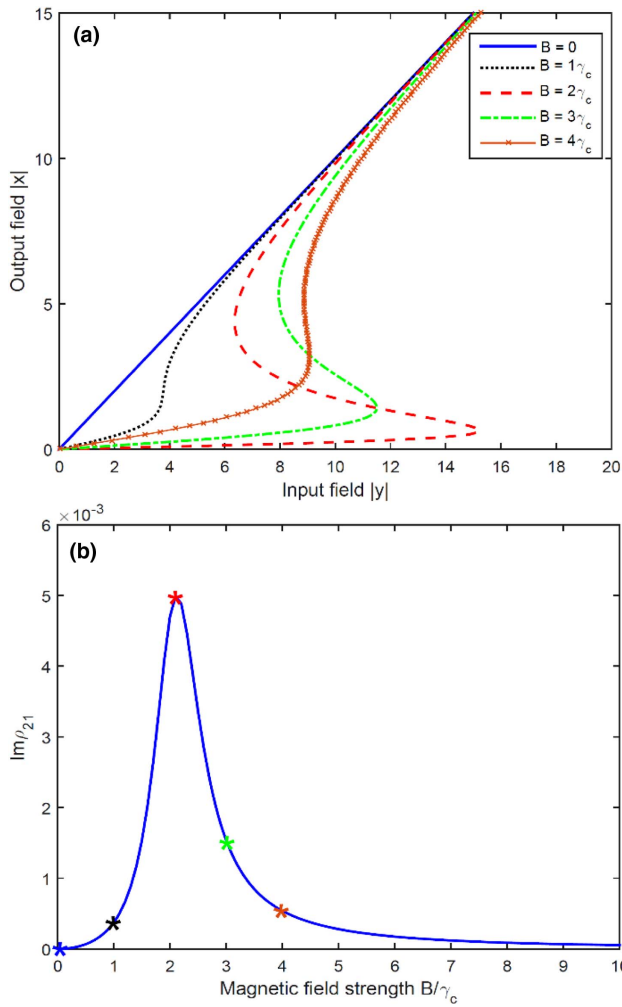 (a)
15
10
5
0
Output field |x|
B = 0
B = 1γc
B = 2γc
B = 3γc
B = 4γc
0 2 4 6 8 10 12 14 16 18 20
Input field |y|
×10⁻³
(b)
6
5
4
3
2
1
0
Imρ₂₁
0 1 2 3 4 5 6 7 8 9 10
Magnetic field strength B/γc